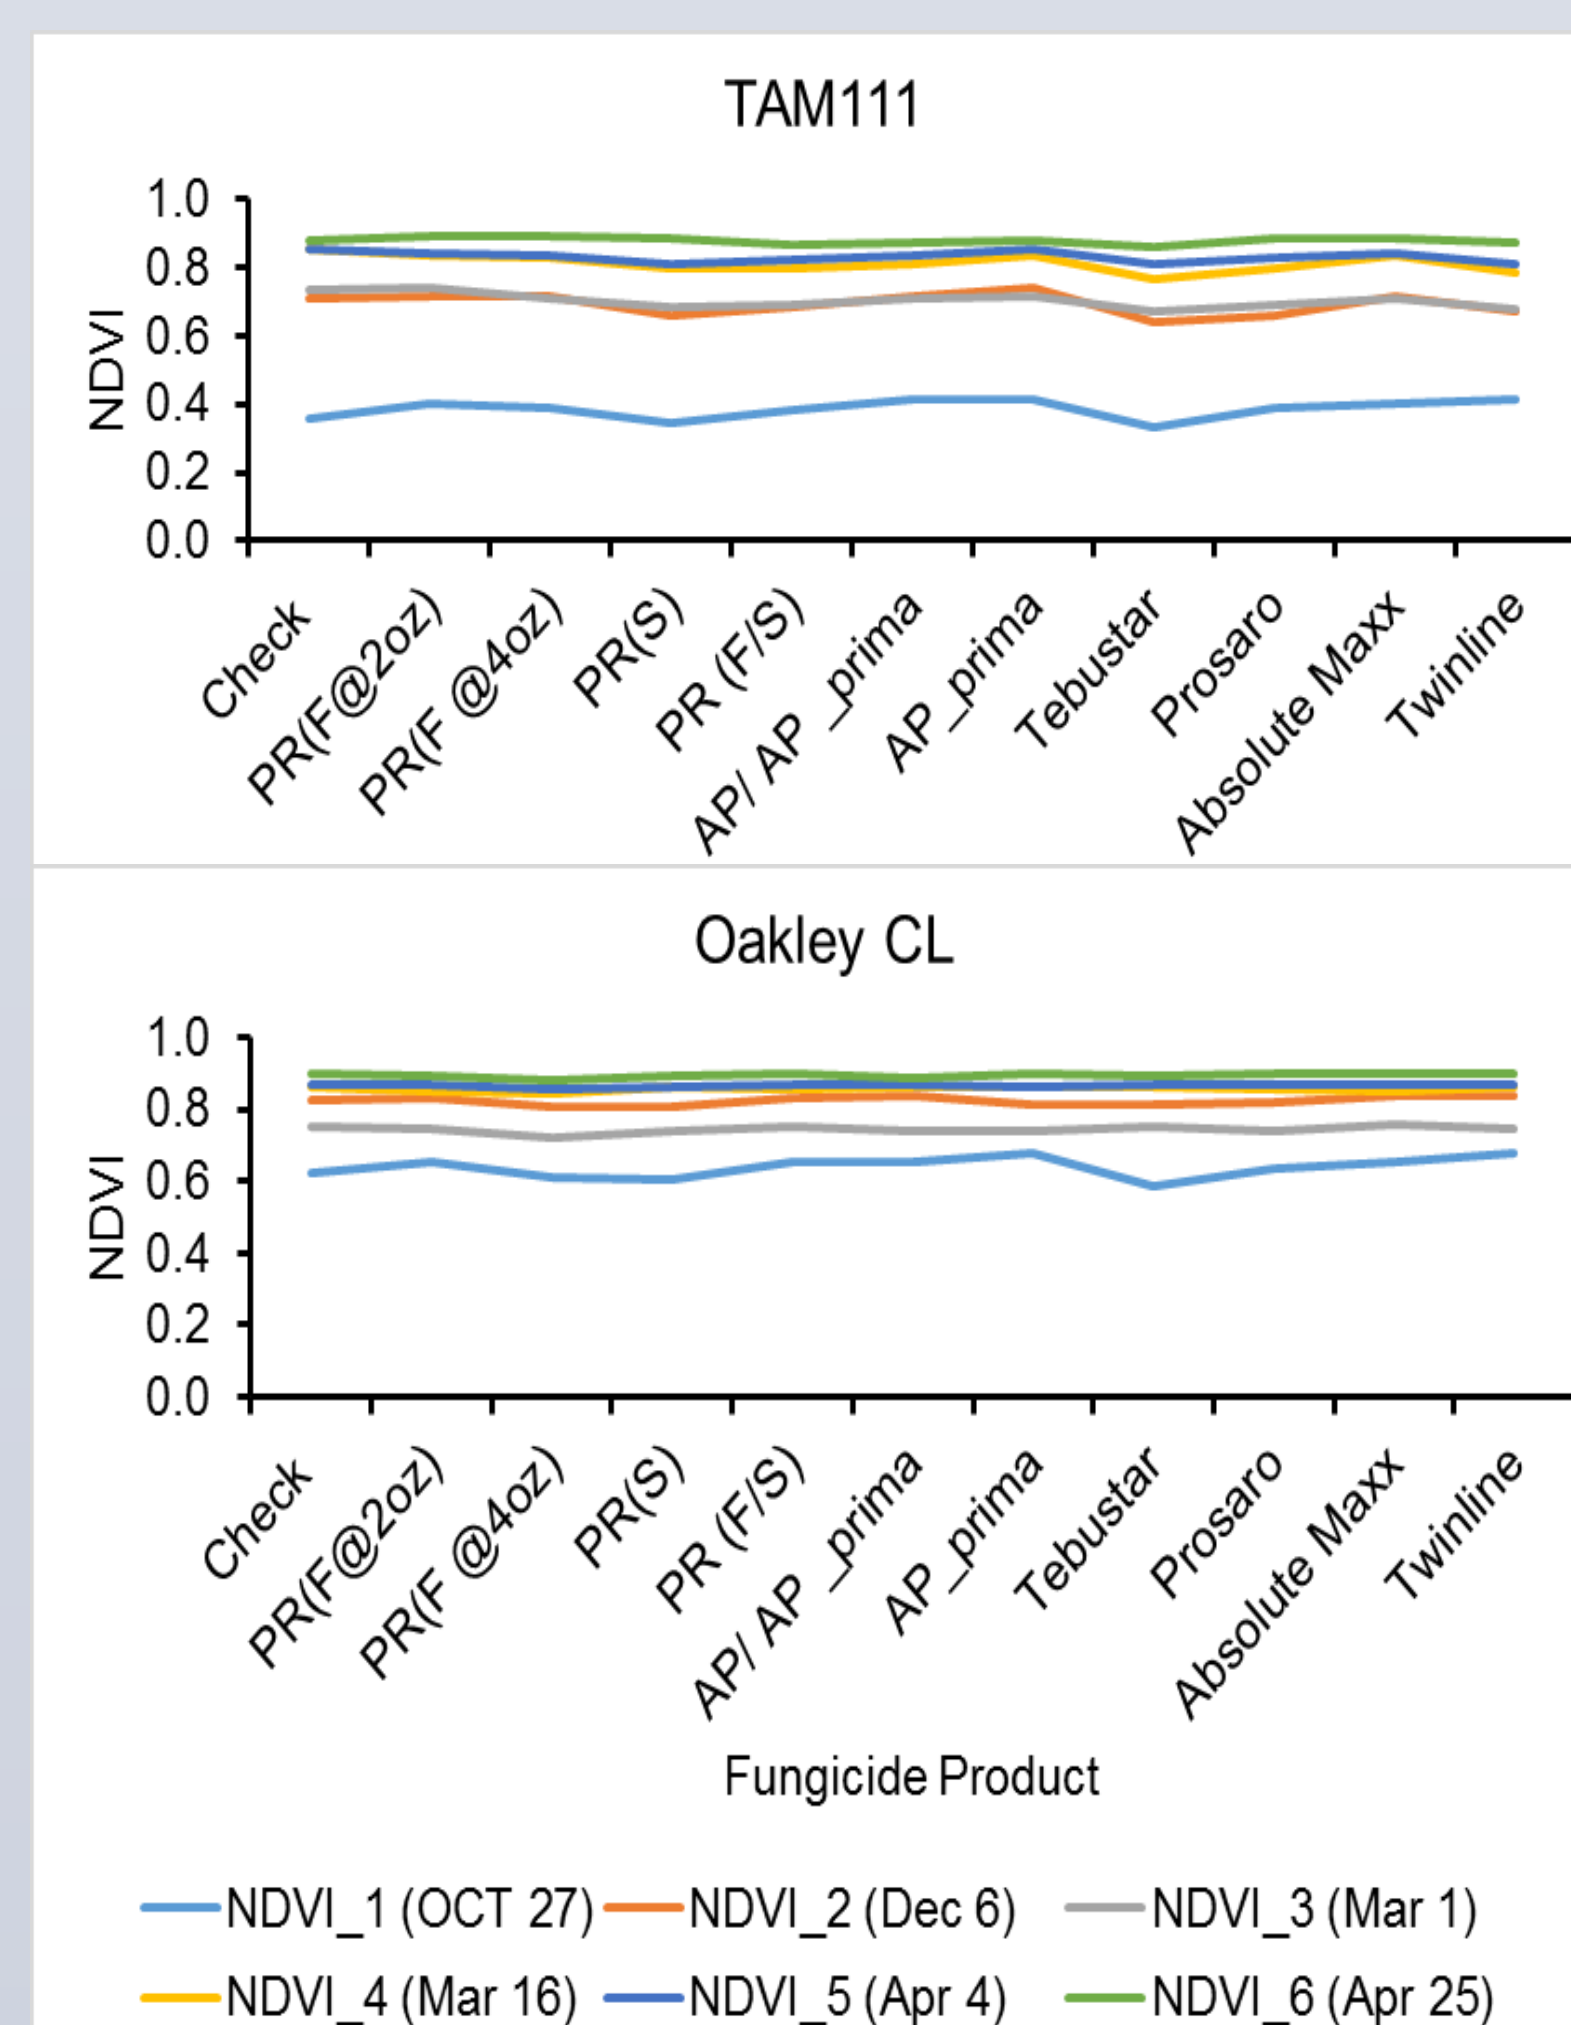 TAM111
1.0
0.8
0.6
0.4
0.2
0.0
NDVI
Check
PR(F@2oz)
PR(F @4oz)
PR(S)
PR (F/S)
AP/ AP _prima
AP_prima
Tebustar
Prosaro
Absolute Maxx
Twinline
Oakley CL
1.0
0.8
0.6
0.4
0.2
0.0
NDVI
Check
PR(F@2oz)
PR(F @4oz)
PR(S)
PR (F/S)
AP/ AP _prima
AP_prima
Tebustar
Prosaro
Absolute Maxx
Twinline
Fungicide Product
NDVI_1 (OCT 27) NDVI_2 (Dec 6) NDVI_3 (Mar 1)
NDVI_4 (Mar 16) NDVI_5 (Apr 4) NDVI_6 (Apr 25)